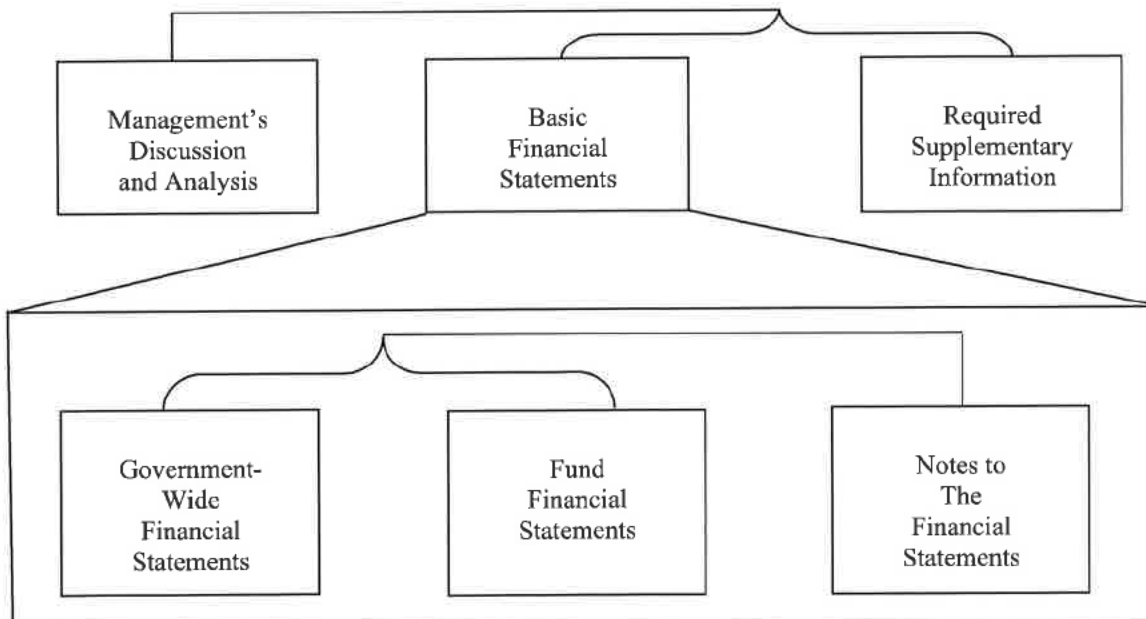 Management's
Discussion
and Analysis
Basic
Financial
Statements
Required
Supplementary
Information
Government-
Wide
Financial
Statements
Fund
Financial
Statements
Notes to
The
Financial
Statements